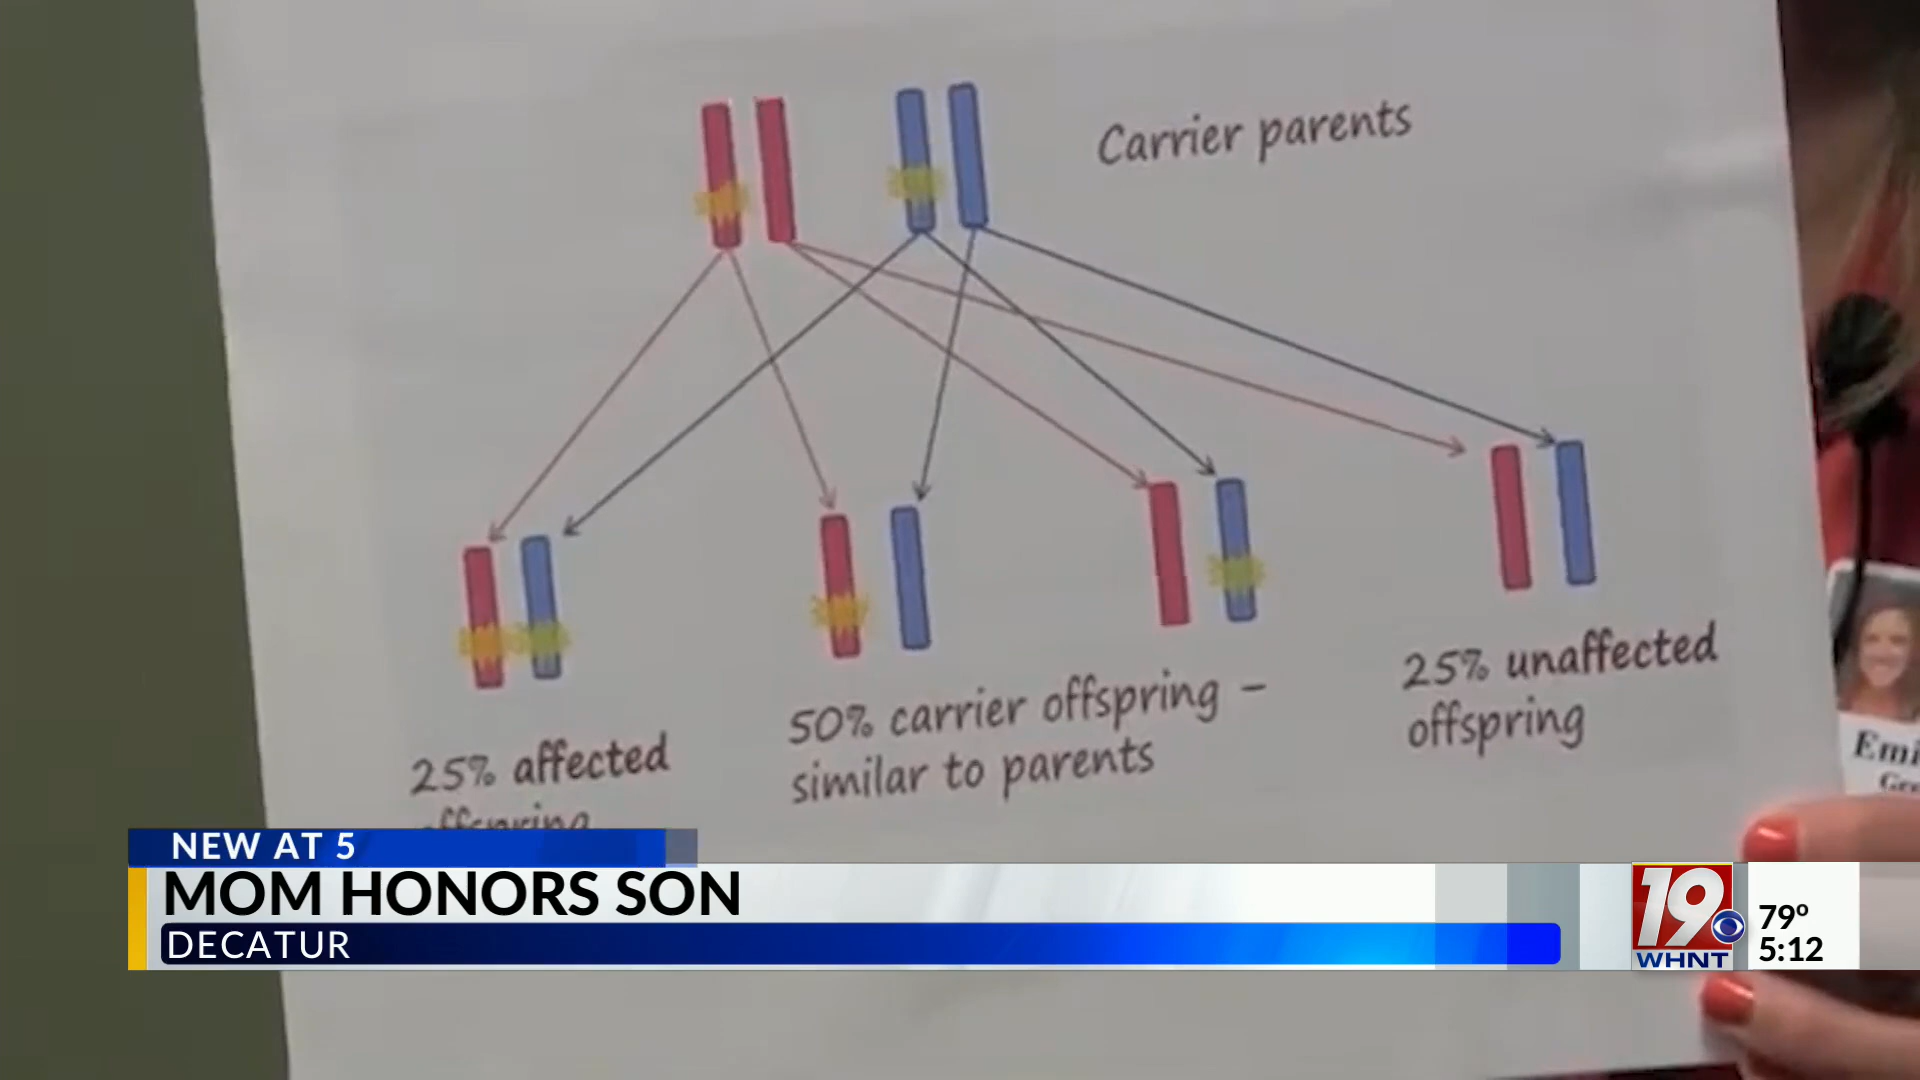 Carrier parents
25% affected
offspring
50% carrier offspring –
similar to parents
25% unaffected
offspring
NEW AT 5
MOM HONORS SON
DECATUR
19
WHNT
79°
5:12